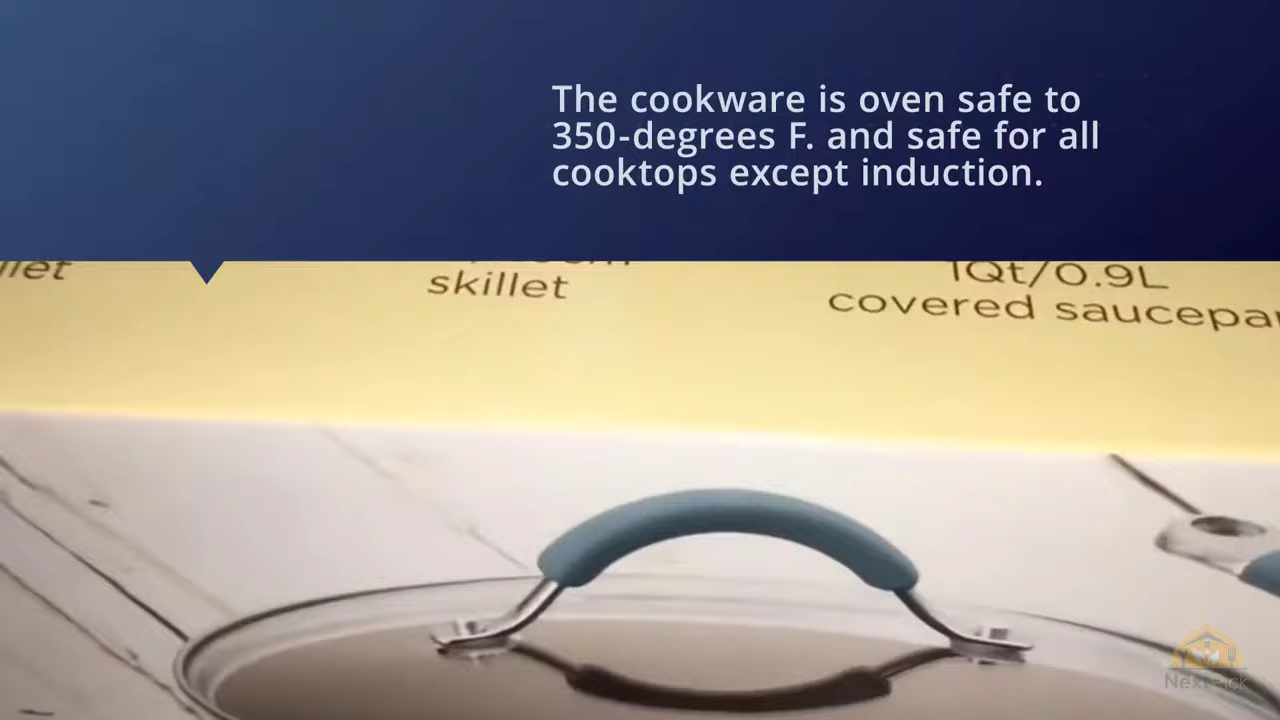 The cookware is oven safe to
350-degrees F. and safe for all
cooktops except induction.
skillet
1Qt/0.9L
covered